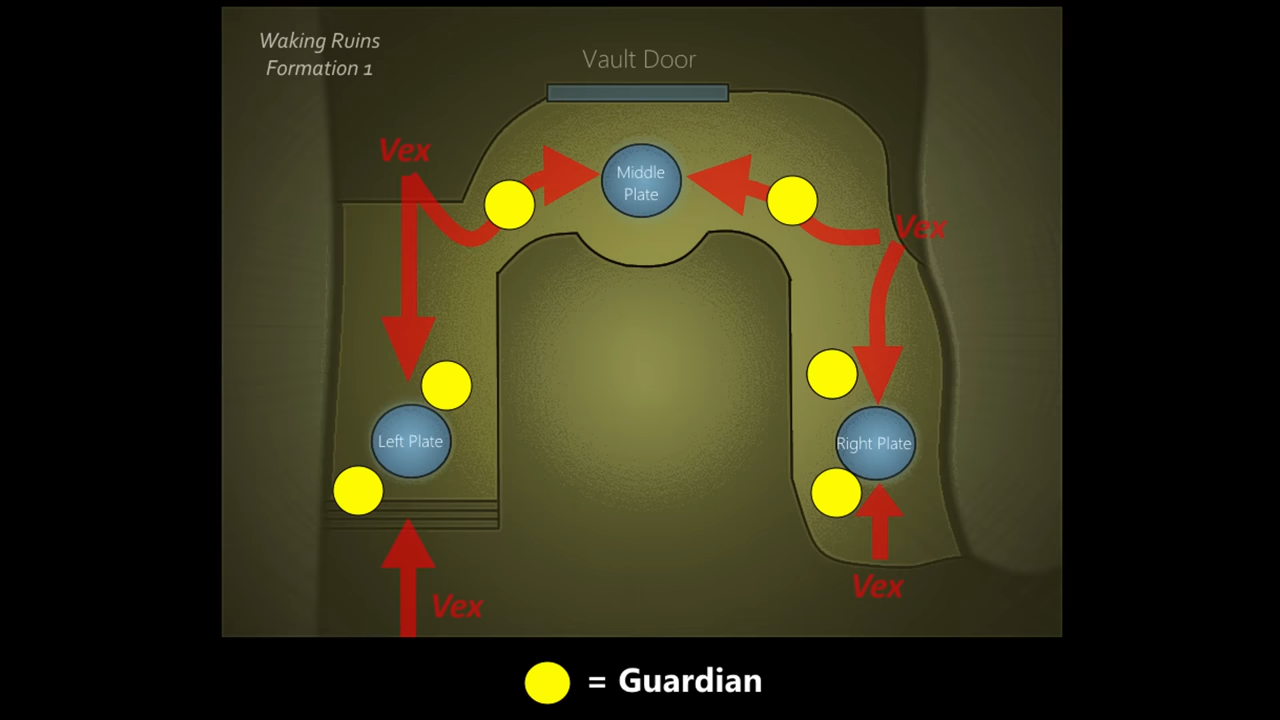 Waking Ruins
Formation 1
Vault Door
Vex
Middle
Plate
Vex
Left Plate
Right Plate
Vex
Vex
= Guardian